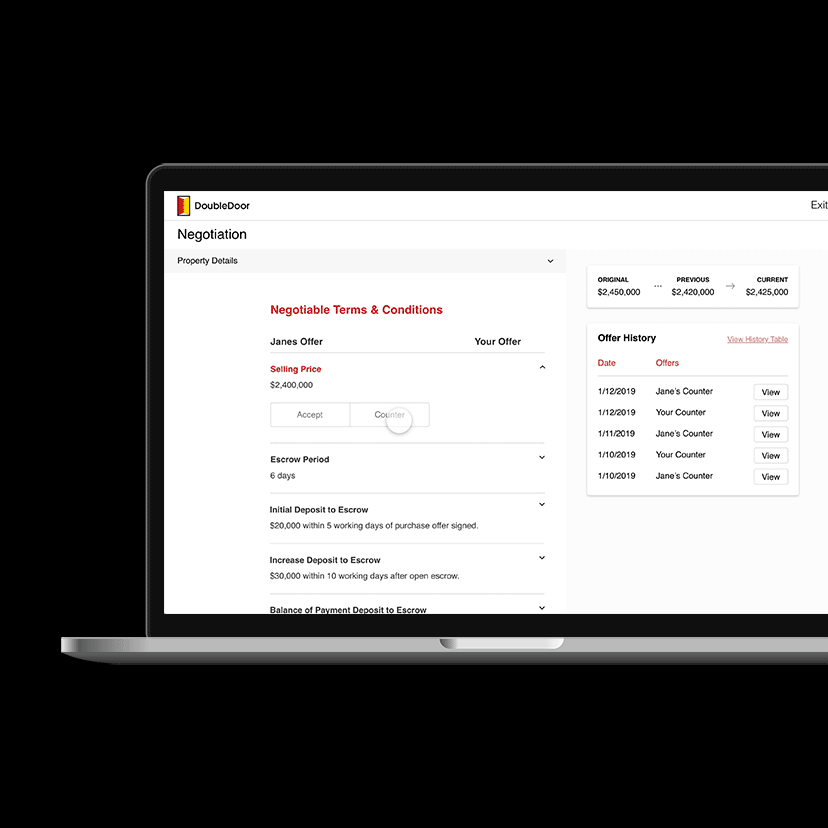 DoubleDoor
Exit
Negotiation
Property Details
Negotiable Terms & Conditions
Janes Offer
Your Offer
Selling Price
$2,400,000
Accept
Counter
Escrow Period
6 days
Initial Deposit to Escrow
$20,000 within 5 working days of purchase offer signed.
Increase Deposit to Escrow
$30,000 within 10 working days after open escrow.
Balance of Payment Deposit to Escrow
ORIGINAL
$2,450,000
...
PREVIOUS
$2,420,000
CURRENT
$2,425,000
Offer History
View History Table
Date Offers
1/12/2019 Jane's Counter View
1/12/2019 Your Counter View
1/11/2019 Jane's Counter View
1/10/2019 Your Counter View
1/10/2019 Jane's Counter View